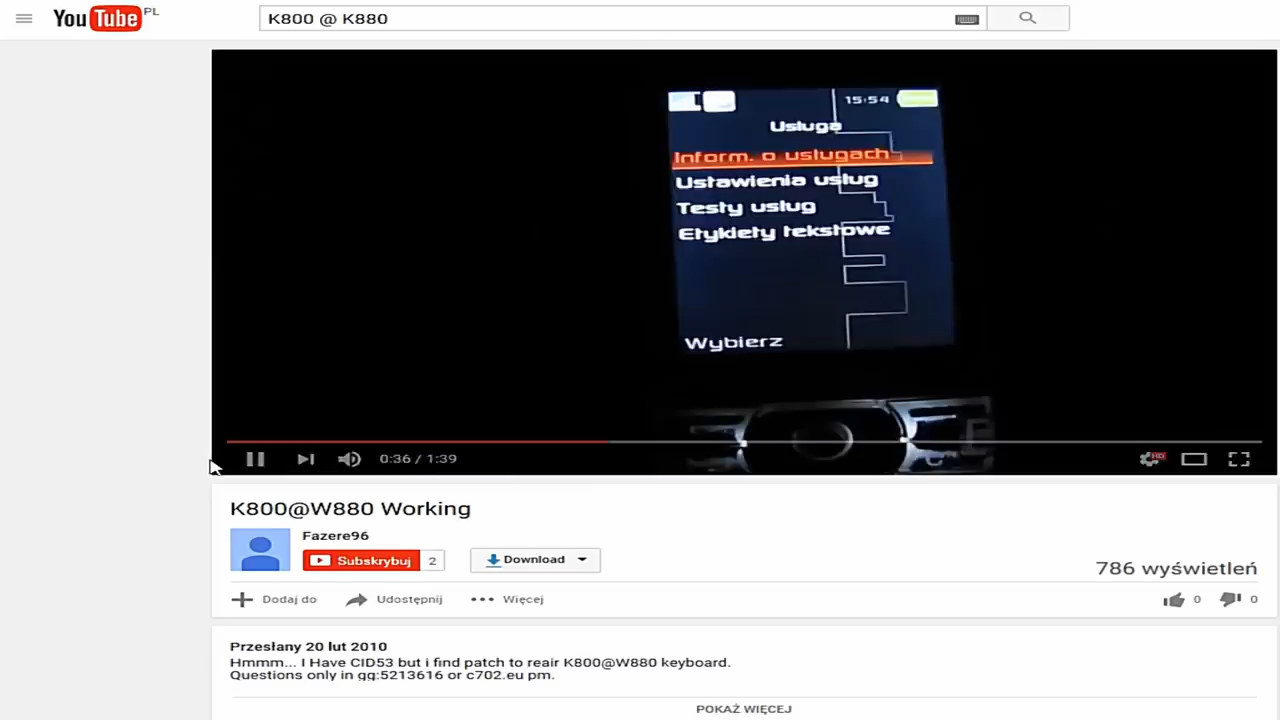 YouTube PL
K800 @ K880
15:54
Usługa
Inform. o usługach
Ustawienia usług
Testy usług
Etykiety tekstowe
Wybierz
C
0:36 / 1:39
HD
K800@W880 Working
Fazere96
Subskrybuj 2
Download
786 wyświetleń
Dodaj do
Udostępnij
Więcej
0
0
Przesłany 20 lut 2010
Hmmm... I Have CID53 but i find patch to reair K800@W880 keyboard.
Questions only in gg:5213616 or c702.eu pm.
POKAŻ WIĘCEJ